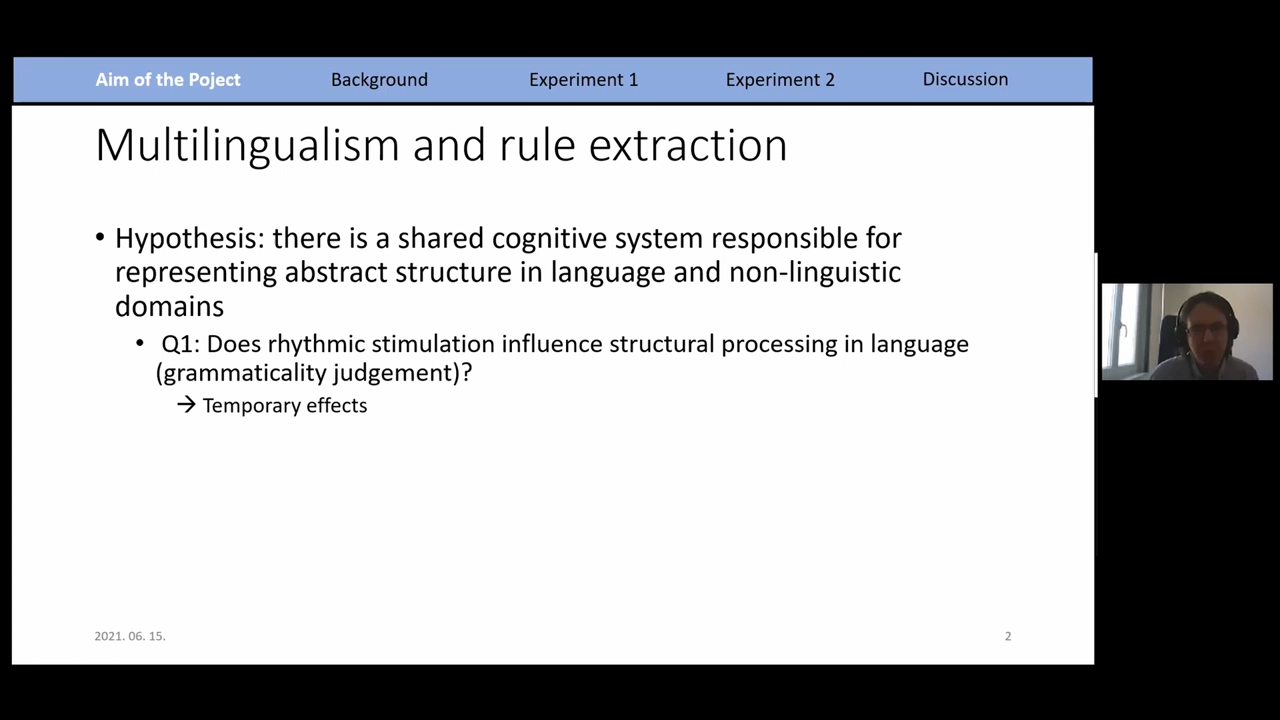 Aim of the Poject Background Experiment 1 Experiment 2 Discussion
Multilingualism and rule extraction
• Hypothesis: there is a shared cognitive system responsible for
representing abstract structure in language and non-linguistic
domains
• Q1: Does rhythmic stimulation influence structural processing in language
(grammaticality judgement)?
→ Temporary effects
2021. 06. 15. 2